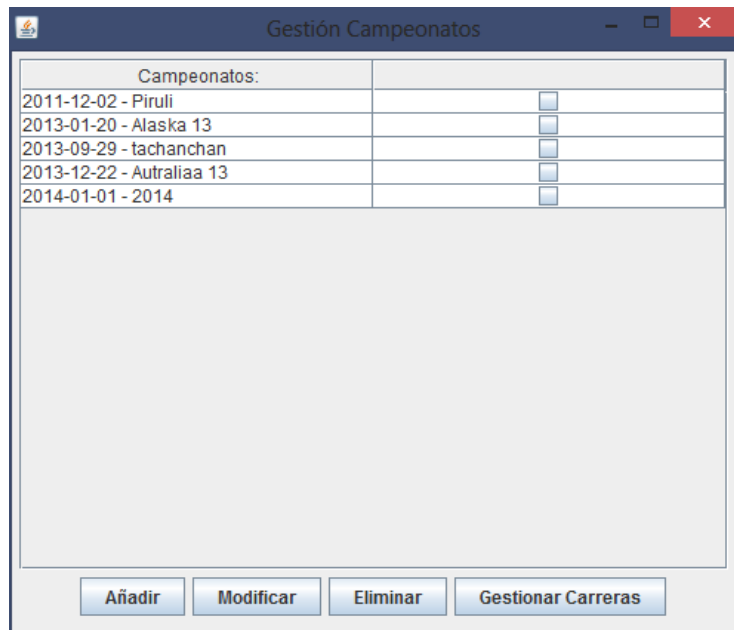 Gestión Campeonatos
Campeonatos:
2011-12-02 - Piruli
2013-01-20 - Alaska 13
2013-09-29 - tachanchan
2013-12-22 - Autraliaa 13
2014-01-01 - 2014
Añadir Modificar Eliminar Gestionar Carreras